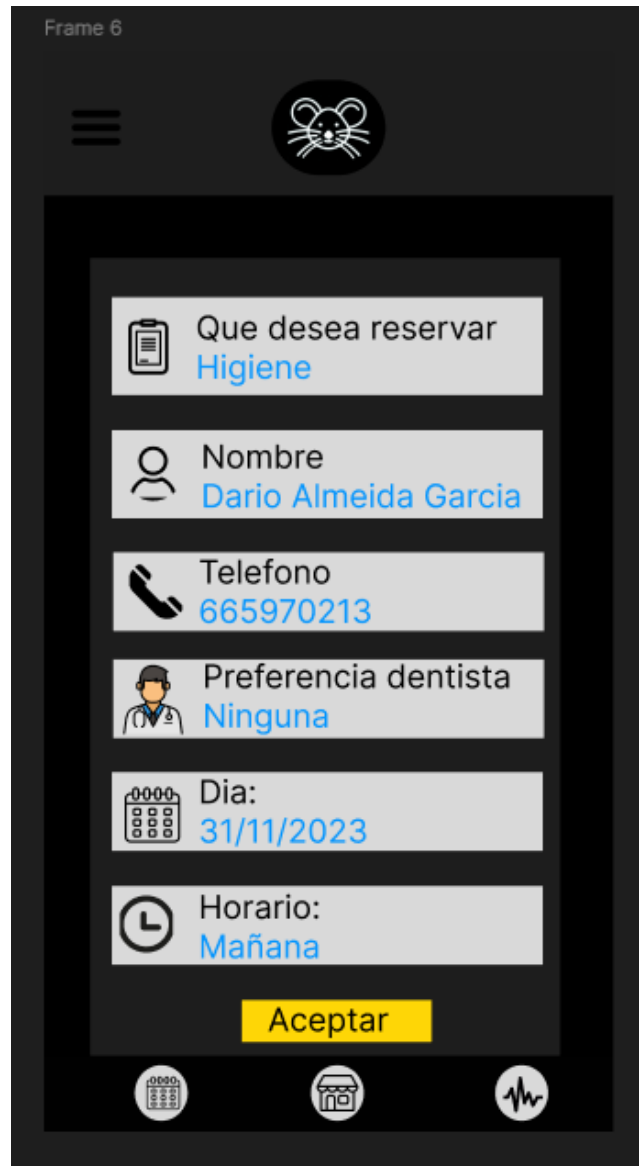 Frame 6
Que desea reservar
Higiene
Nombre
Dario Almeida Garcia
Telefono
665970213
Preferencia dentista
Ninguna
Dia:
31/11/2023
Horario:
Mañana
Aceptar